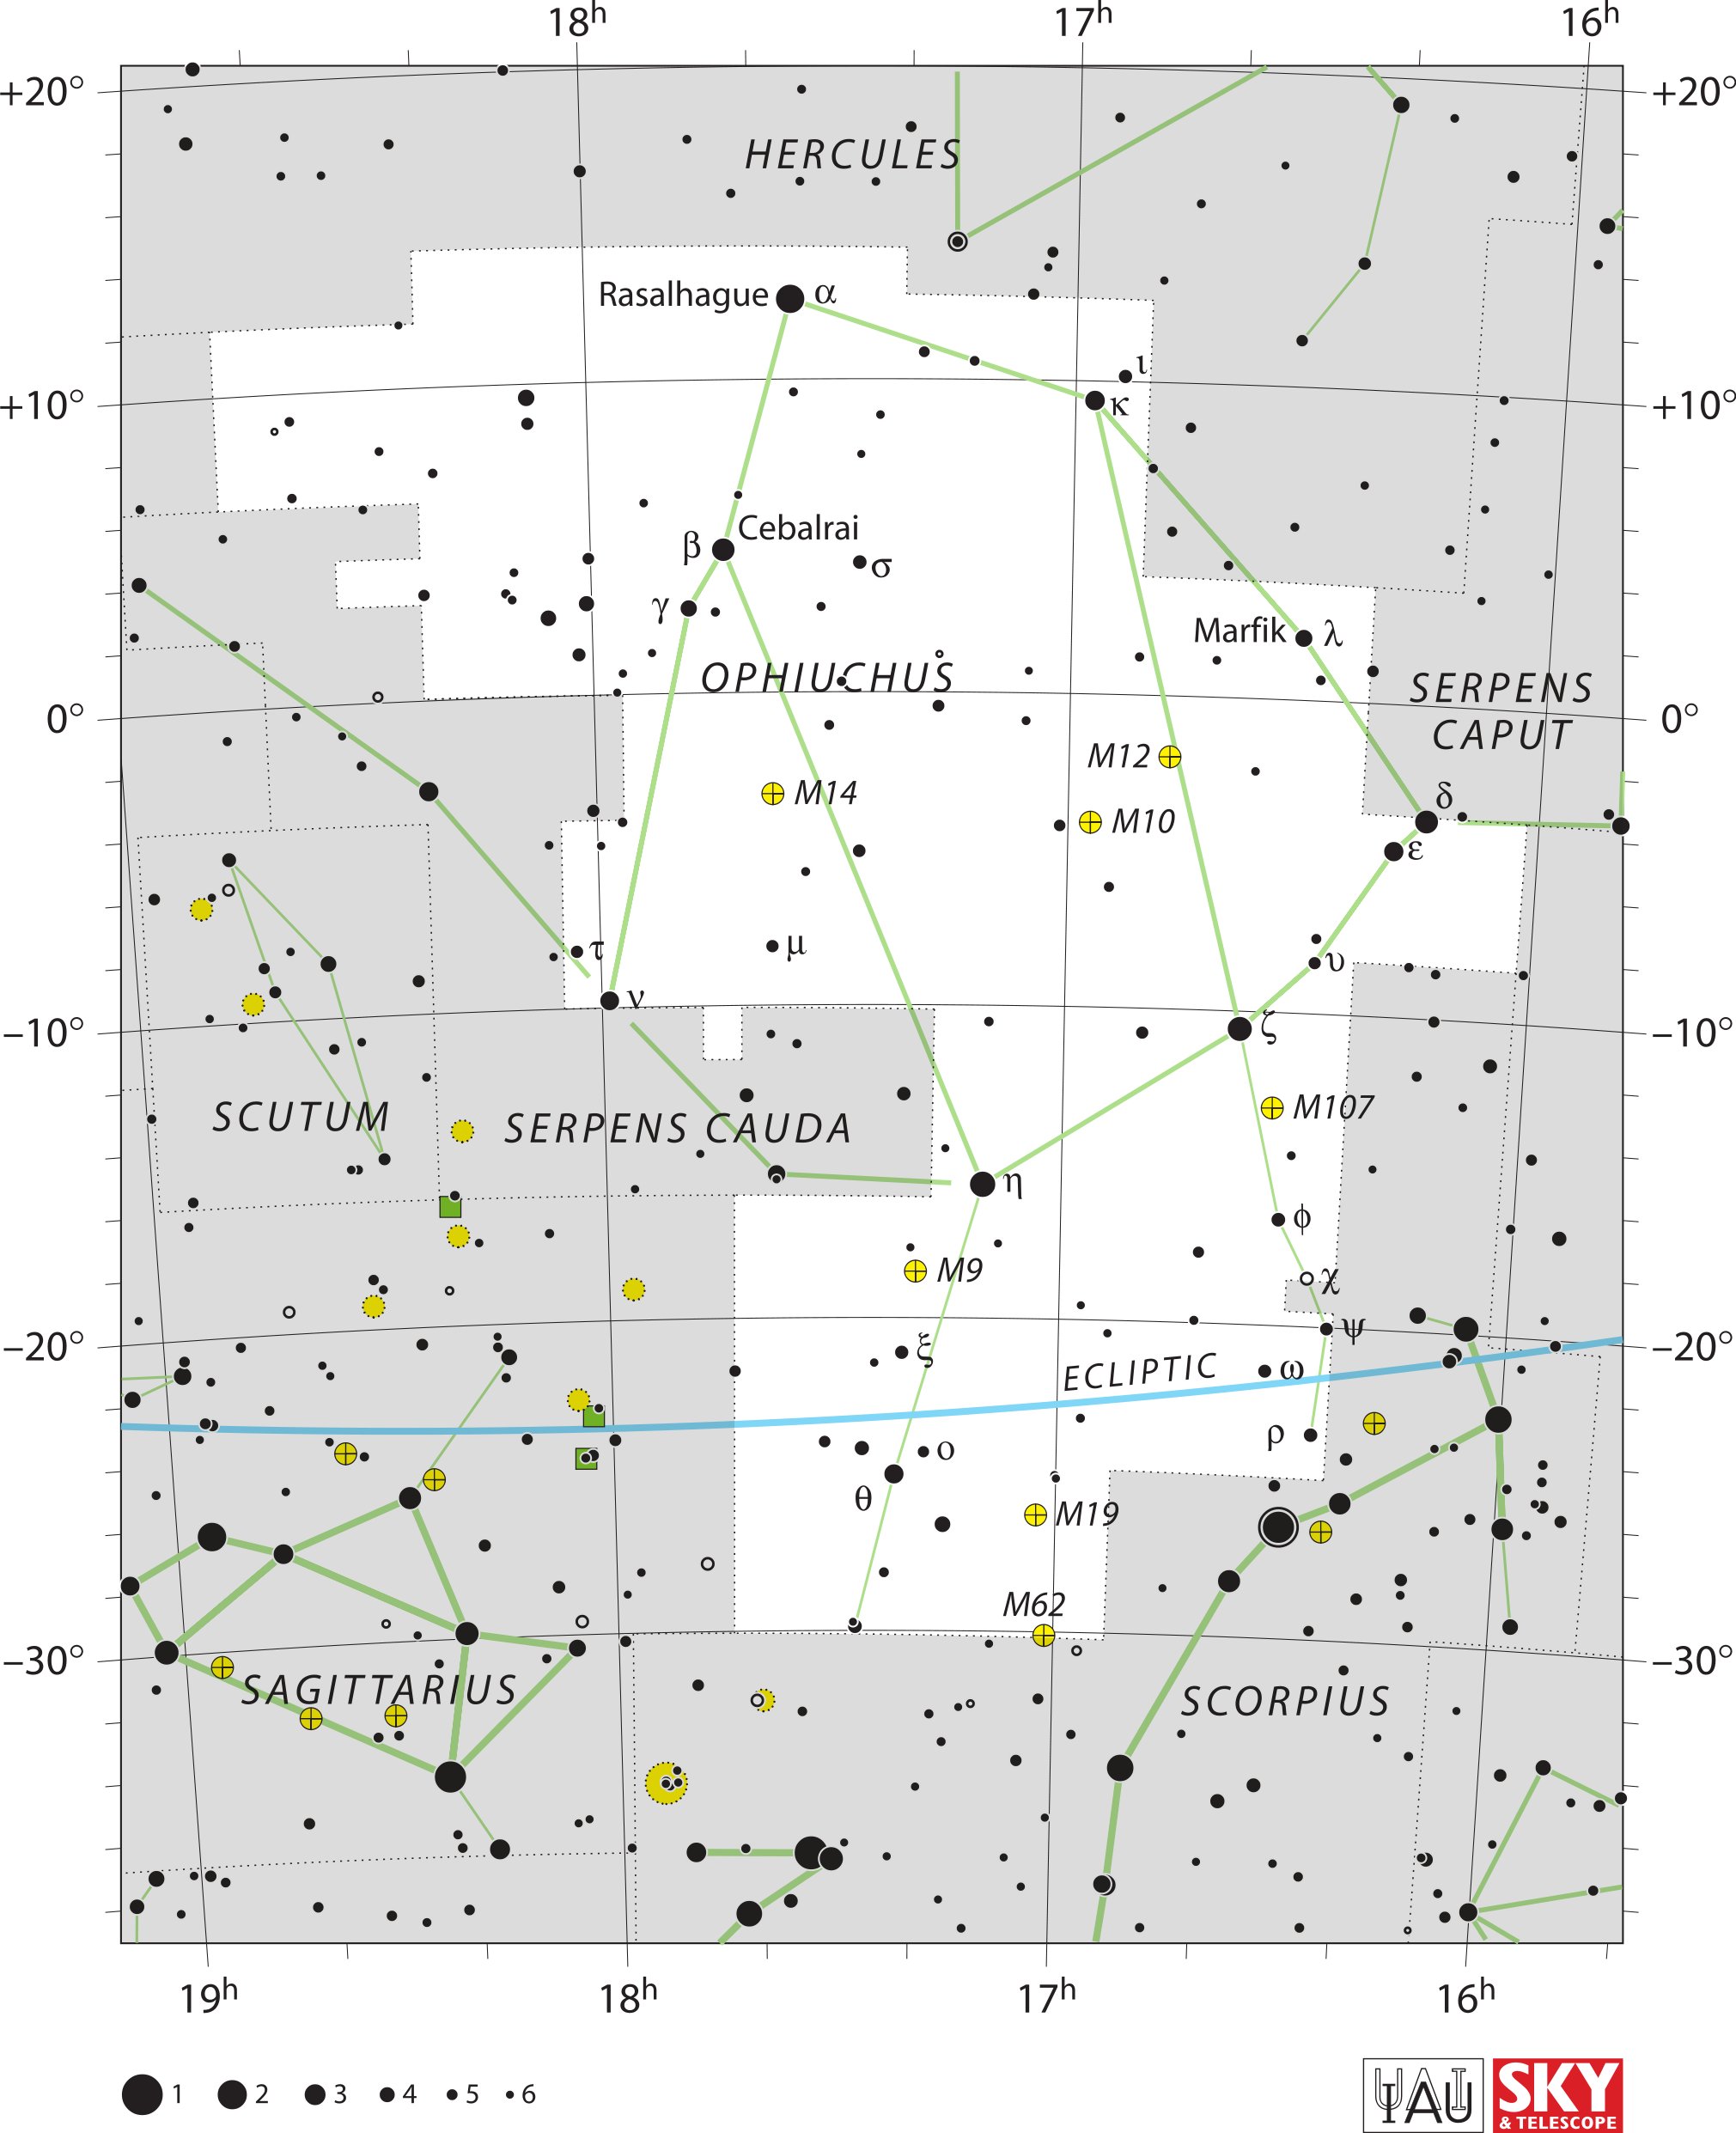 18h 17h 16h
+20° +20°
HERCULES
Rasalhague α
ι
+10° κ +10°
Cebalrai
β σ
γ
Marfik λ
OPHIUCHUS
SERPENS
CAPUT
0° 0°
M12
M14 δ
M10
ε
τ μ υ
ν
−10° ζ −10°
M107
SCUTUM SERPENS CAUDA
η
φ
M9 χ
−20° ξ ψ −20°
ECLIPTIC ω
ρ
ο
θ
M19
M62
−30° −30°
SAGITTARIUS SCORPIUS
19h 18h 17h 16h
1 2 3 4 5 6
IAU
SKY
& TELESCOPE